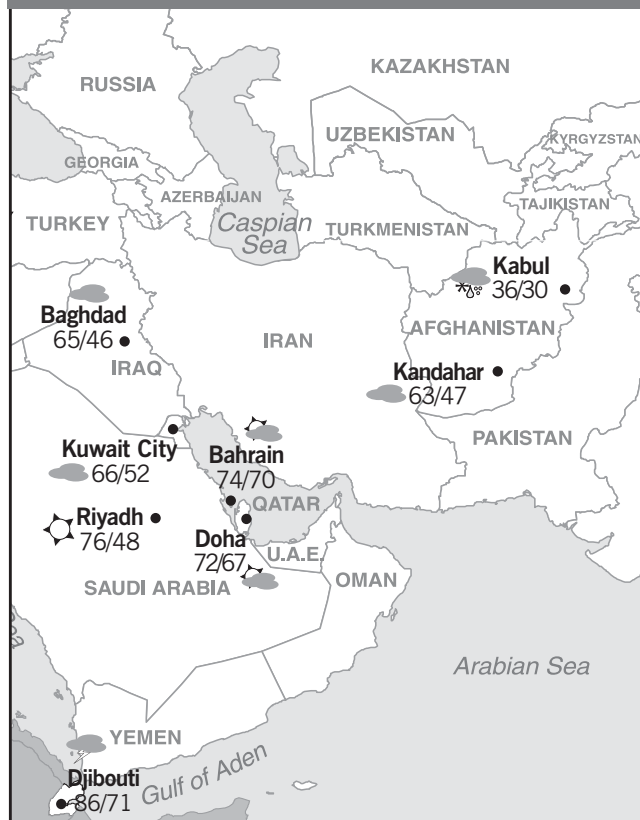 KAZAKHSTAN
RUSSIA
UZBEKISTAN
KYRGYZSTAN
GEORGIA
AZERBAIJAN
TAJIKISTAN
TURKEY
Caspian
Sea
TURKMENISTAN
Kabul
36/30
Baghdad
65/46
IRAQ
IRAN
AFGHANISTAN
Kandahar
63/47
PAKISTAN
Kuwait City
66/52
Bahrain
74/70
QATAR
Riyadh
76/48
Doha
72/67
U.A.E.
SAUDI ARABIA
OMAN
Arabian Sea
YEMEN
Gulf of Aden
Djibouti
86/71